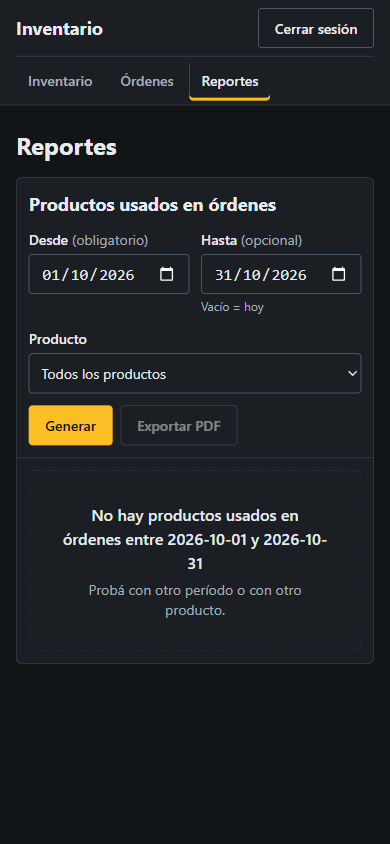 Inventario
Cerrar sesión
Inventario
Órdenes
Reportes
Reportes
Productos usados en órdenes
Desde (obligatorio)
Hasta (opcional)
01/10/2026
31/10/2026
Vacío = hoy
Producto
Todos los productos
Generar
Exportar PDF
No hay productos usados en
órdenes entre 2026-10-01 y 2026-10-
31
Probá con otro período o con otro
producto.